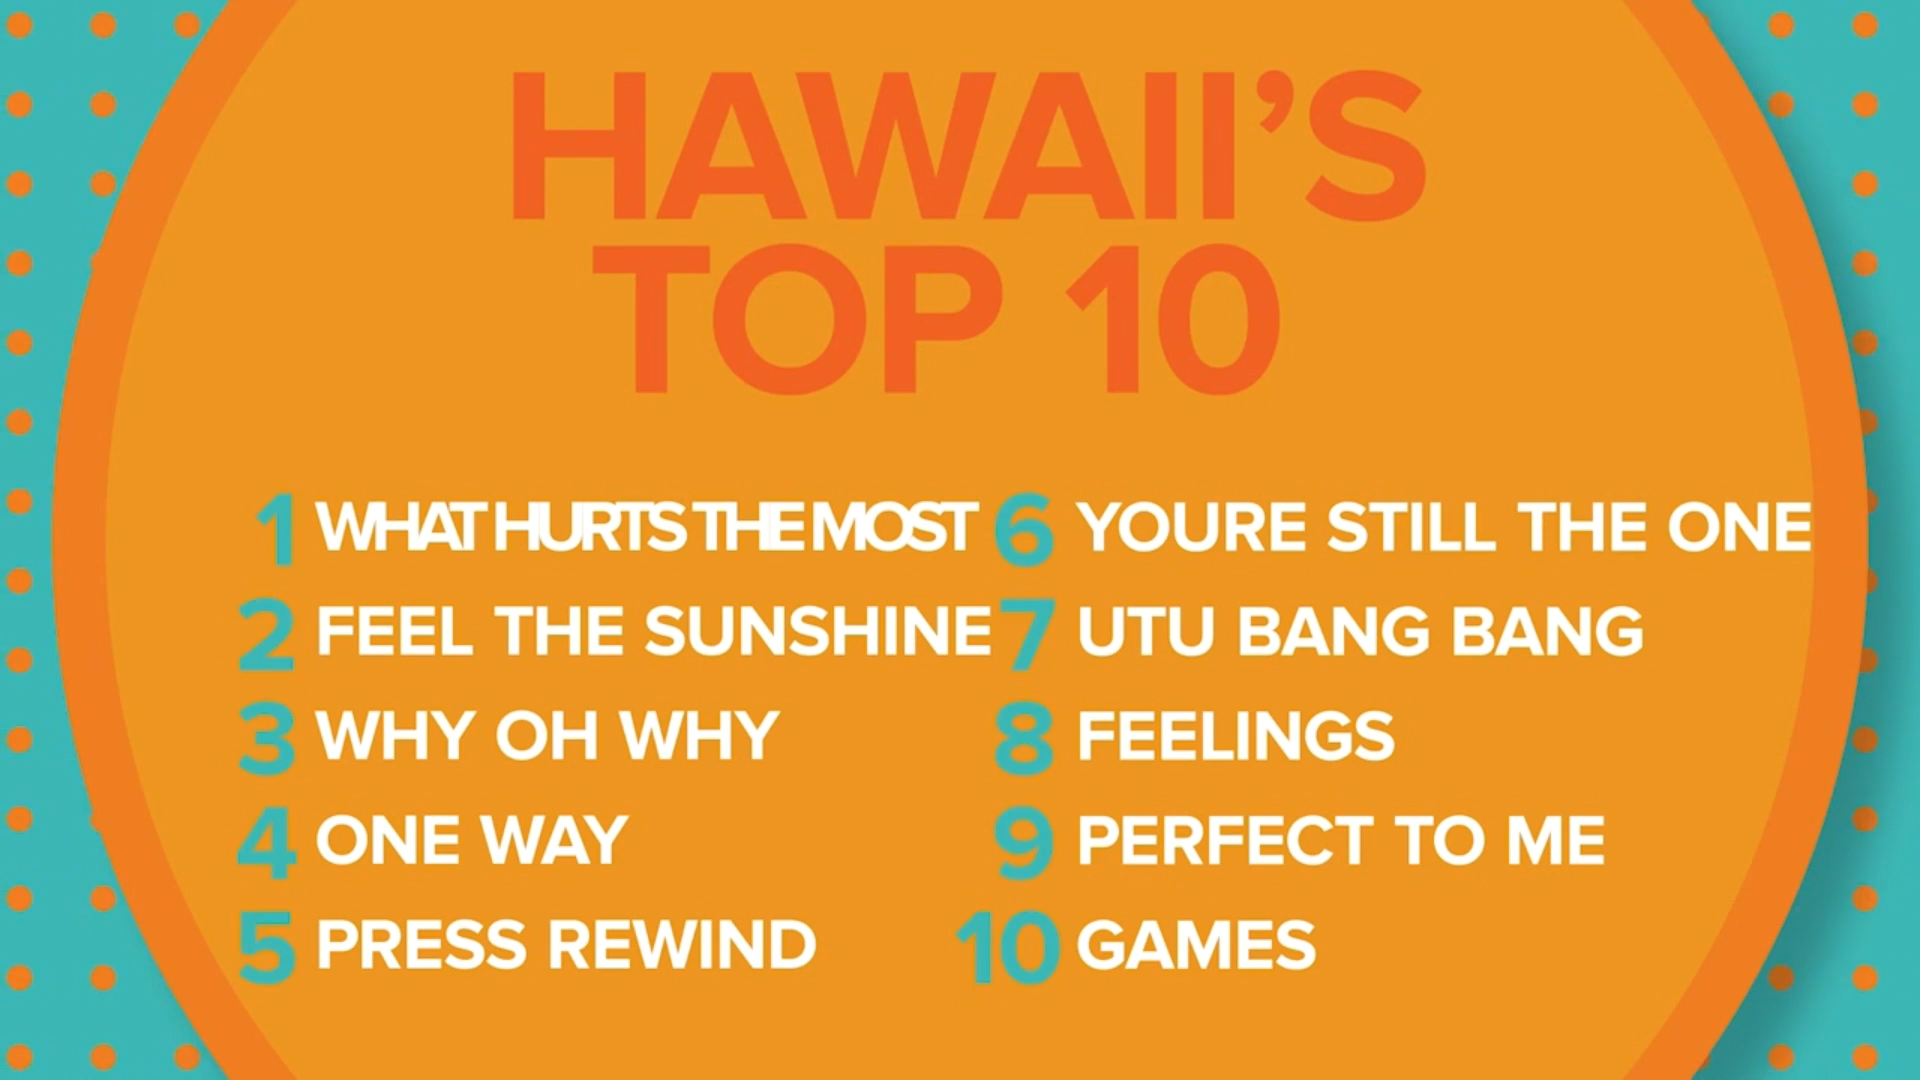 HAWAII’S
TOP 10
1 WHAT HURTS THE MOST
2 FEEL THE SUNSHINE
3 WHY OH WHY
4 ONE WAY
5 PRESS REWIND
6 YOURE STILL THE ONE
7 UTU BANG BANG
8 FEELINGS
9 PERFECT TO ME
10 GAMES